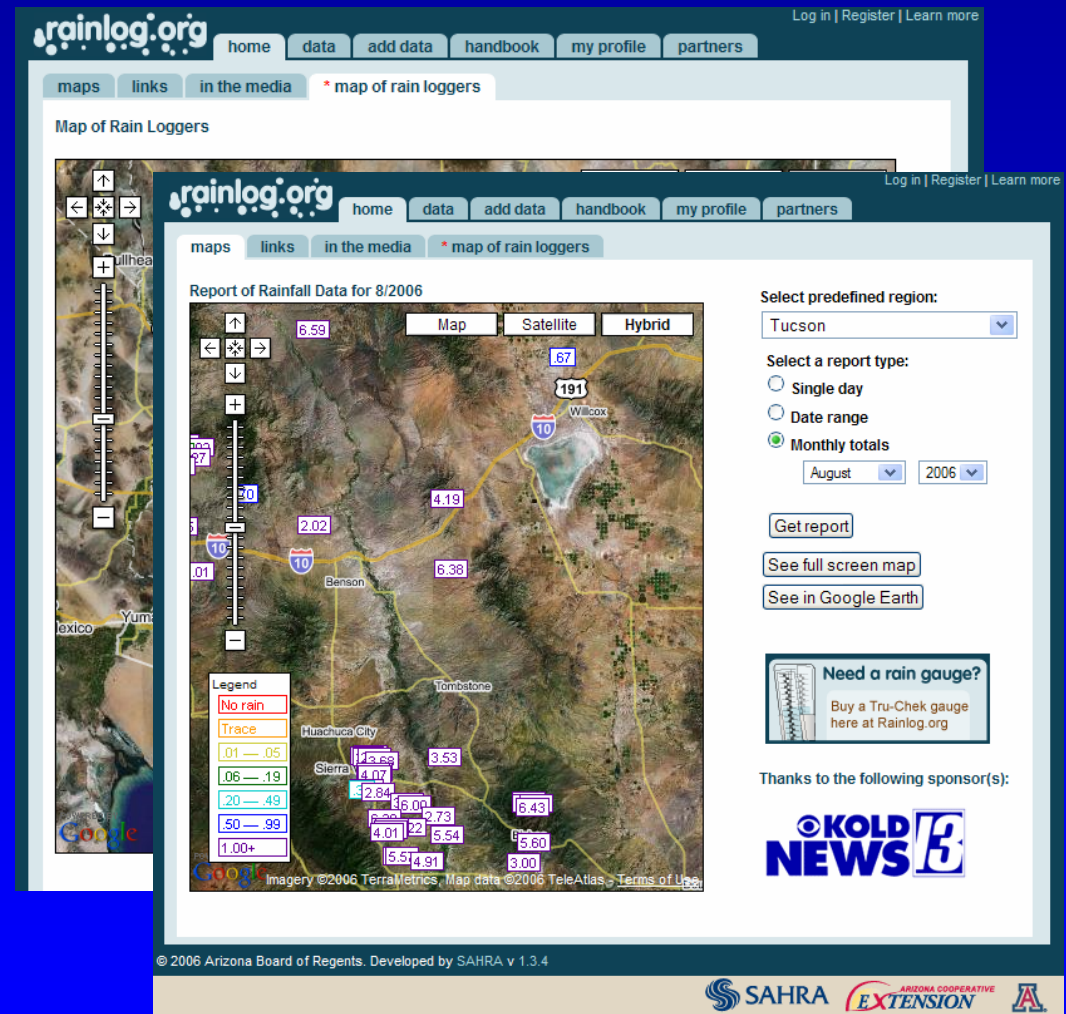 rainlog.org
Log in | Register | Learn more
home data add data handbook my profile partners
maps links in the media * map of rain loggers
Map of Rain Loggers
rainlog.org
Log in | Register | Learn more
home data add data handbook my profile partners
maps links in the media * map of rain loggers
Report of Rainfall Data for 8/2006
Map Satellite Hybrid
6.59
.67
191
Willcox
10
4.19
2.02
10
10
.01
Benson
6.38
Tombstone
Huachuca City
Sierra
3.53
4.07
2.84
6.00
2.73
6.43
4.01
5.54
5.60
4.91
3.00
Legend
No rain
Trace
.01 — .05
.06 — .19
.20 — .49
.50 — .99
1.00+
Google
Imagery ©2006 TerraMetrics, Map data ©2006 TeleAtlas - Terms of Use
Select predefined region:
Tucson
Select a report type:
Single day
Date range
Monthly totals
August 2006
Get report
See full screen map
See in Google Earth
Need a rain gauge?
Buy a Tru-Chek gauge
here at Rainlog.org
Thanks to the following sponsor(s):
KOLD
NEWS 13
Google
© 2006 Arizona Board of Regents. Developed by SAHRA v 1.3.4
SAHRA
ARIZONA COOPERATIVE
EXTENSION
A